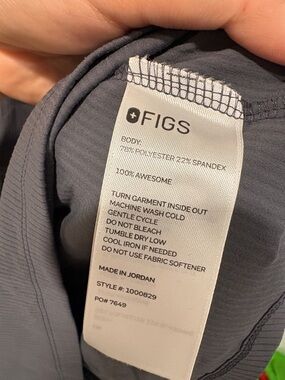 FIGS
BODY:
78% POLYESTER 22% SPANDEX
100% AWESOME
TURN GARMENT INSIDE OUT
MACHINE WASH COLD
GENTLE CYCLE
DO NOT BLEACH
TUMBLE DRY LOW
COOL IRON IF NEEDED
DO NOT USE FABRIC SOFTENER
MADE IN JORDAN
STYLE #: 1000829
PO# 7649